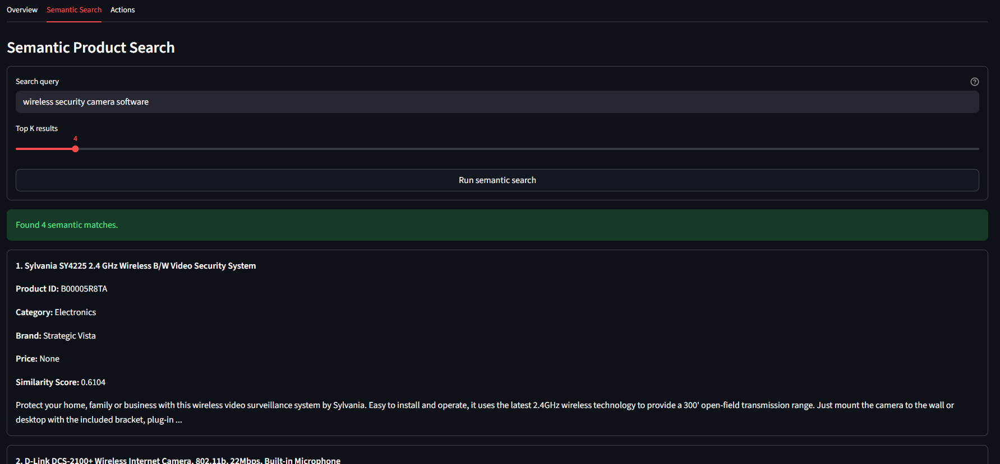 Overview Semantic Search Actions
Semantic Product Search
Search query
wireless security camera software
Top K results
4
Run semantic search
Found 4 semantic matches.
1. Sylvania SY4225 2.4 GHz Wireless B/W Video Security System
Product ID: B00005R8TA
Category: Electronics
Brand: Strategic Vista
Price: None
Similarity Score: 0.6104
Protect your home, family or business with this wireless video surveillance system by Sylvania. Easy to install and operate, it uses the latest 2.4GHz wireless technology to provide a 300' open-field transmission range. Just mount the camera to the wall or
desktop with the included bracket, plug-in ...
2. D-Link DCS-2100+ Wireless Internet Camera, 802.11b, 22Mbps, Built-in Microphone